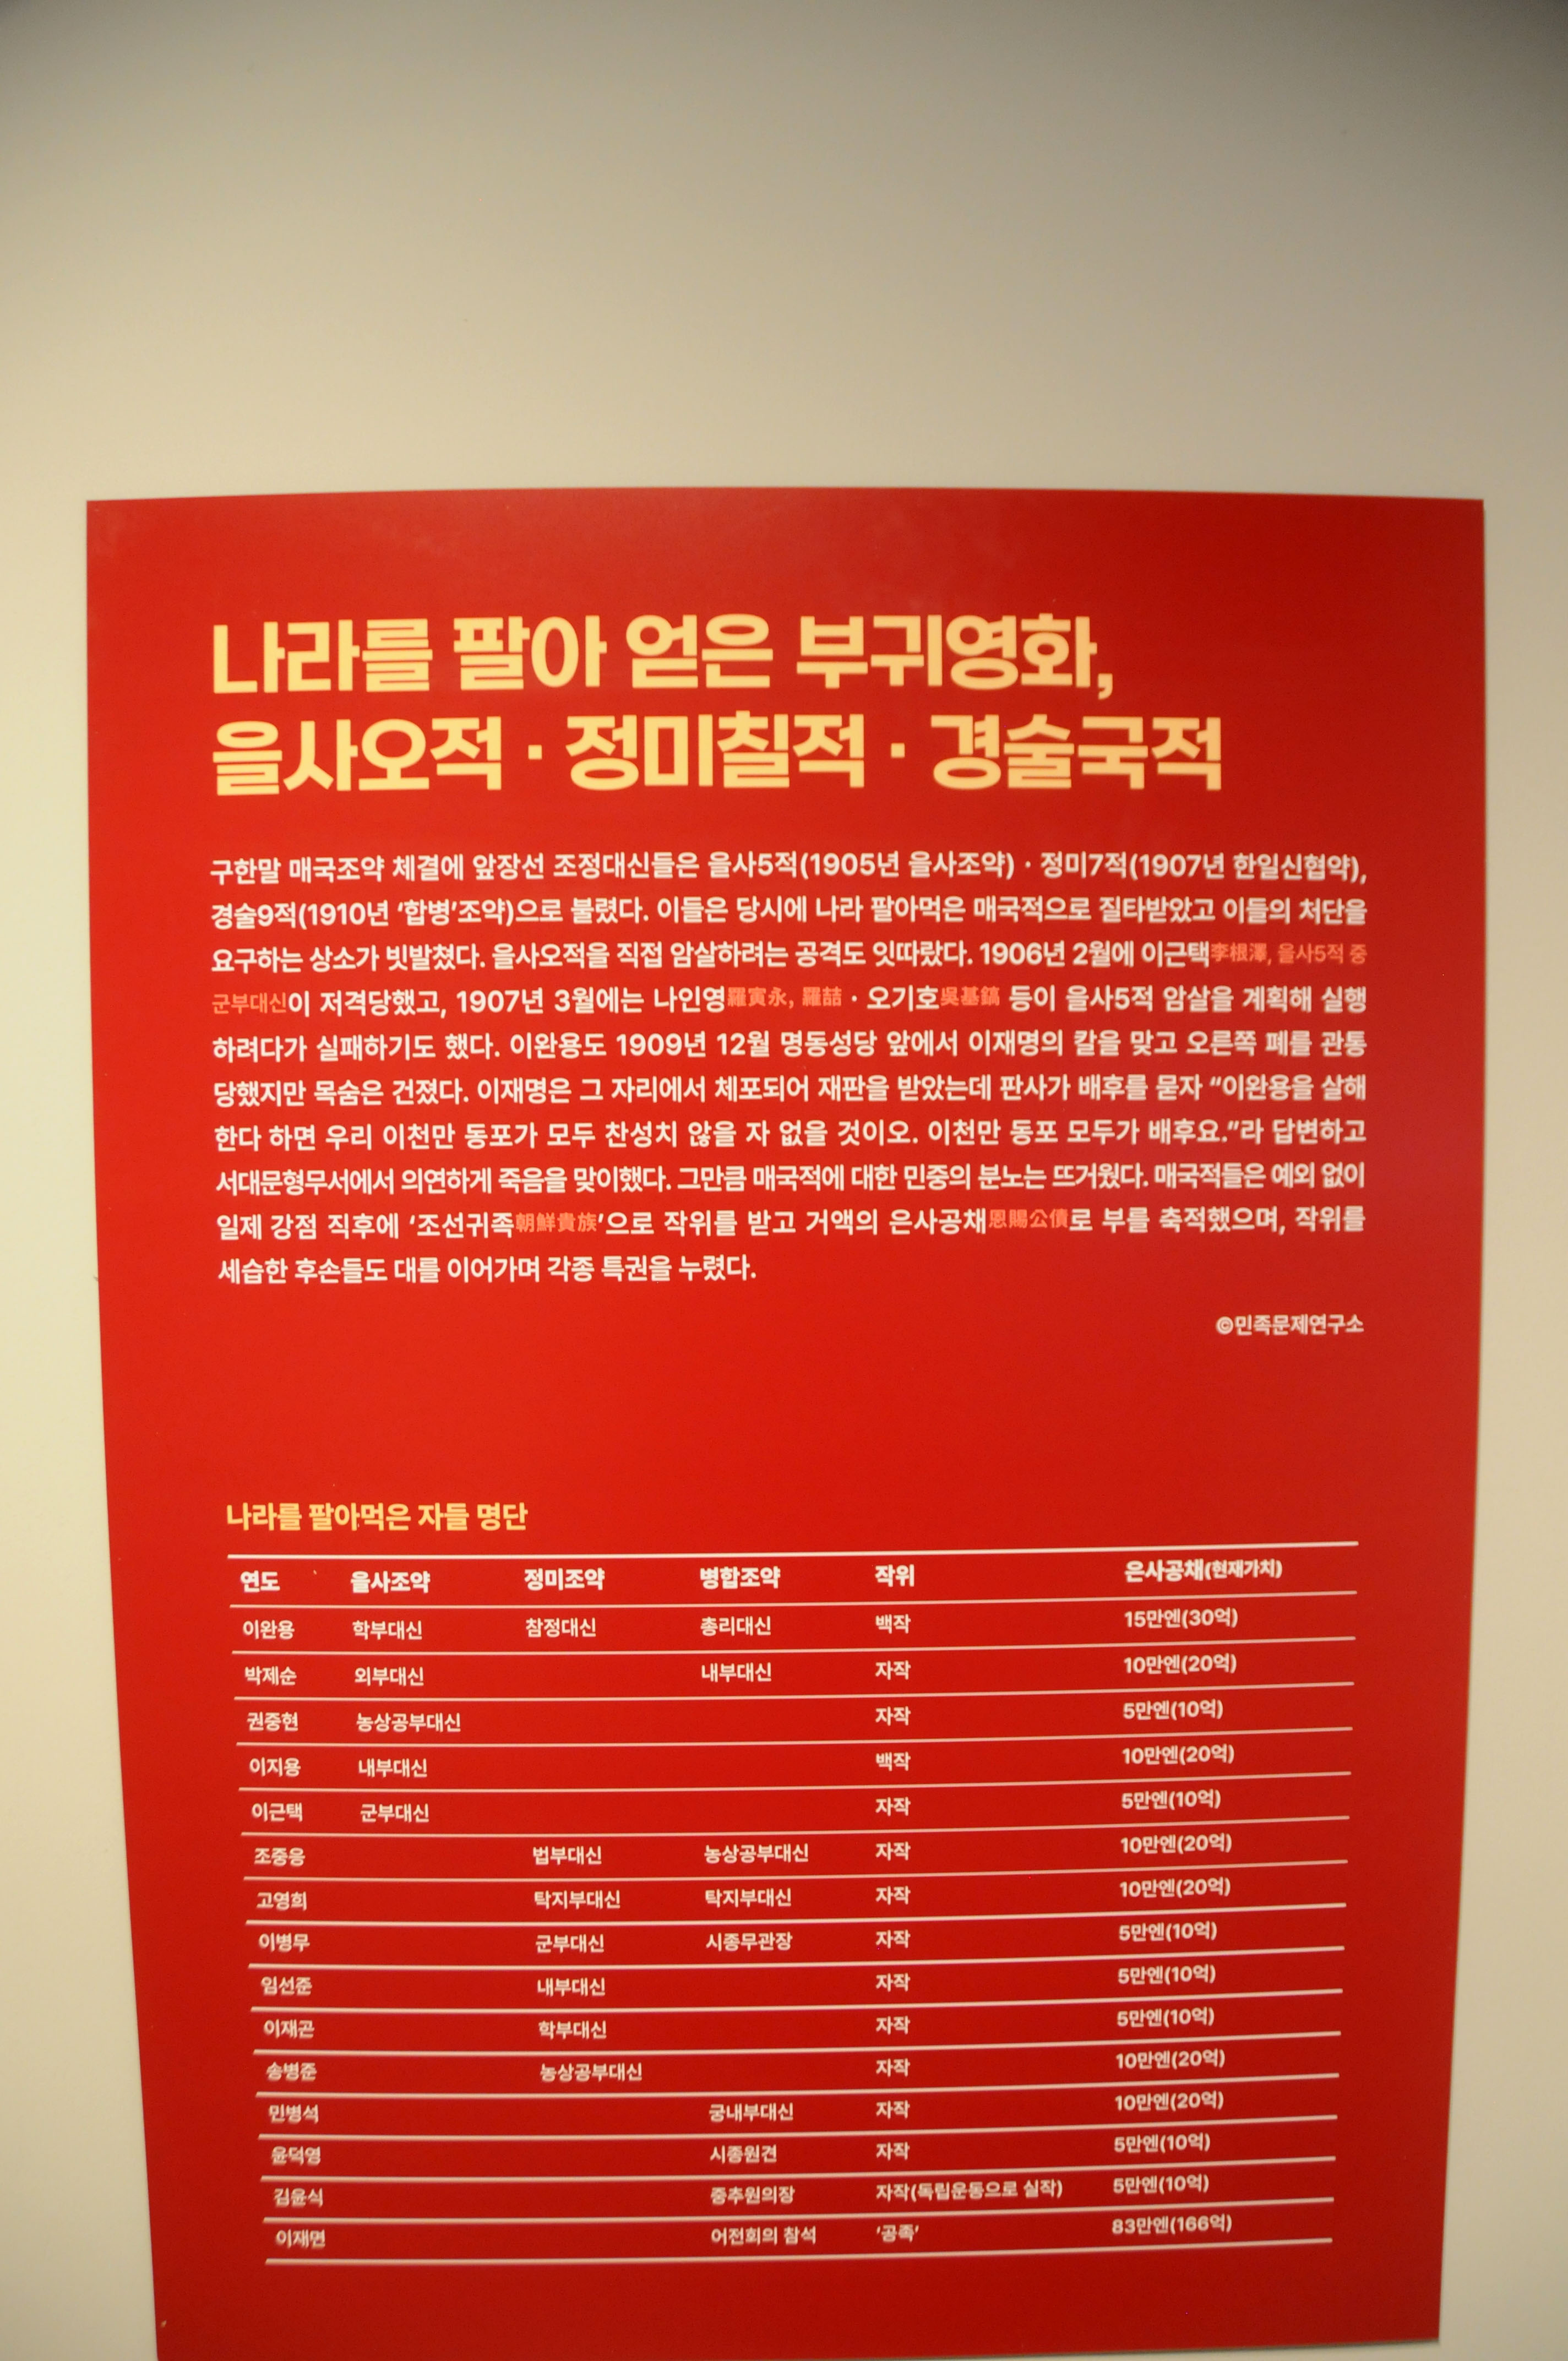 나라를 팔아 얻은 부귀영화,
을사오적 · 정미칠적 · 경술국적
구한말 매국조약 체결에 앞장선 조정대신들은 을사5적(1905년 을사조약) · 정미7적(1907년 한일신협약),
경술9적(1910년 ‘합병’조약)으로 불렸다. 이들은 당시에 나라 팔아먹은 매국적으로 질타받았고 이들의 처단을
요구하는 상소가 빗발쳤다. 을사오적을 직접 암살하려는 공격도 잇따랐다. 1906년 2월에 이근택李根澤, 을사5적 중
군부대신이 저격당했고, 1907년 3월에는 나인영羅寅永, 羅喆 · 오기호吳基鎬 등이 을사5적 암살을 계획해 실행
하려다가 실패하기도 했다. 이완용도 1909년 12월 명동성당 앞에서 이재명의 칼을 맞고 오른쪽 폐를 관통
당했지만 목숨은 건졌다. 이재명은 그 자리에서 체포되어 재판을 받았는데 판사가 배후를 묻자 “이완용을 살해
한다 하면 우리 이천만 동포가 모두 찬성치 않을 자 없을 것이오. 이천만 동포 모두가 배후요.”라 답변하고
서대문형무서에서 의연하게 죽음을 맞이했다. 그만큼 매국적에 대한 민중의 분노는 뜨거웠다. 매국적들은 예외 없이
일제 강점 직후에 ‘조선귀족朝鮮貴族’으로 작위를 받고 거액의 은사공채恩賜公債로 부를 축적했으며, 작위를
세습한 후손들도 대를 이어가며 각종 특권을 누렸다.
©민족문제연구소
나라를 팔아먹은 자들 명단
연도 을사조약 정미조약 병합조약 작위 은사공채(현재가치)
이완용 학부대신 참정대신 총리대신 백작 15만엔(30억)
박제순 외부대신 내부대신 자작 10만엔(20억)
권중현 농상공부대신 자작 5만엔(10억)
이지용 내부대신 백작 10만엔(20억)
이근택 군부대신 자작 5만엔(10억)
조중응 법부대신 농상공부대신 자작 10만엔(20억)
고영희 탁지부대신 탁지부대신 자작 10만엔(20억)
이병무 군부대신 시종무관장 자작 5만엔(10억)
임선준 내부대신 자작 5만엔(10억)
이재곤 학부대신 자작 5만엔(10억)
송병준 농상공부대신 자작 10만엔(20억)
민병석 궁내부대신 자작 10만엔(20억)
윤덕영 시종원견 자작 5만엔(10억)
김윤식 중추원의장 자작(독립운동으로 실작) 5만엔(10억)
이재면 어전회의 참석 ‘공족’ 83만엔(166억)